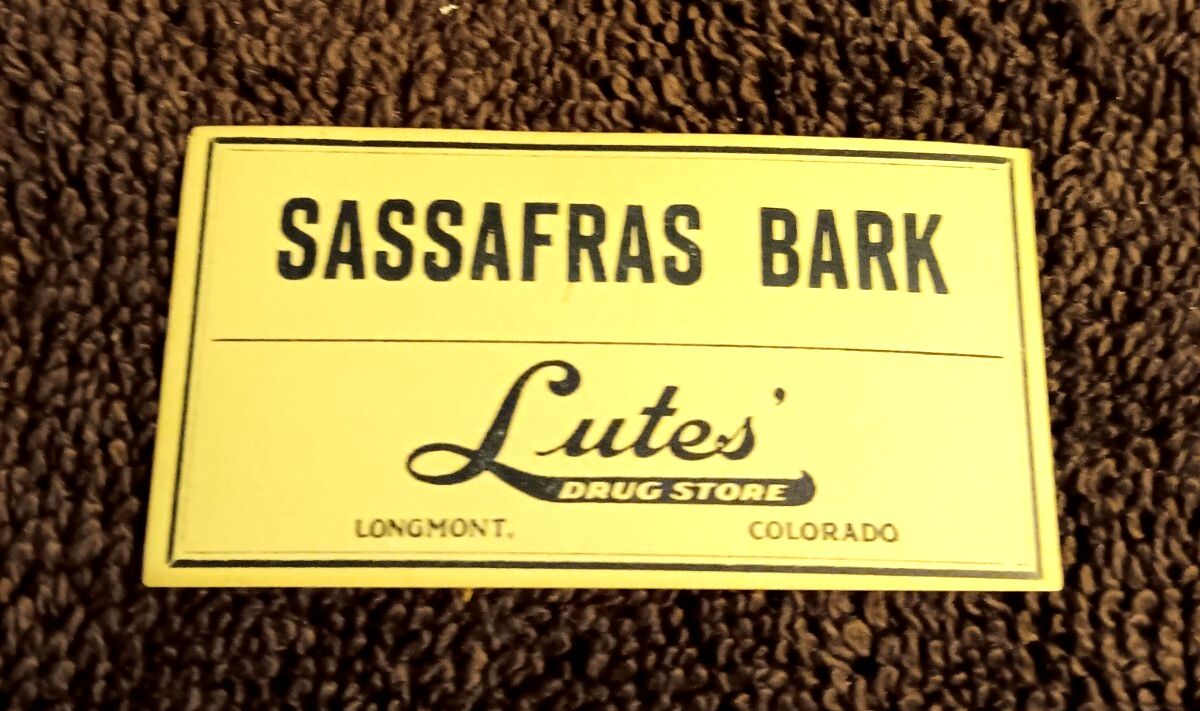 SASSAFRAS BARK
Lutes'
DRUG STORE
LONGMONT, COLORADO